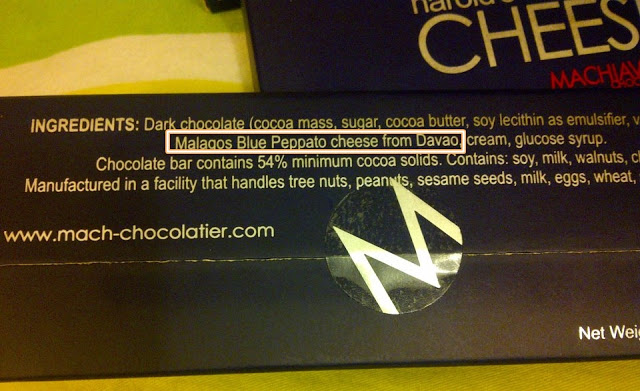 CHEES
MACHIAV
INGREDIENTS: Dark chocolate (cocoa mass, sugar, cocoa butter, soy lecithin as emulsifier, v
Malagos Blue Peppato cheese from Davao, cream, glucose syrup.
Chocolate bar contains 54% minimum cocoa solids. Contains: soy, milk, walnuts, c
Manufactured in a facility that handles tree nuts, peanuts, sesame seeds, milk, eggs, wheat,
www.mach-chocolatier.com
M
Net Weig